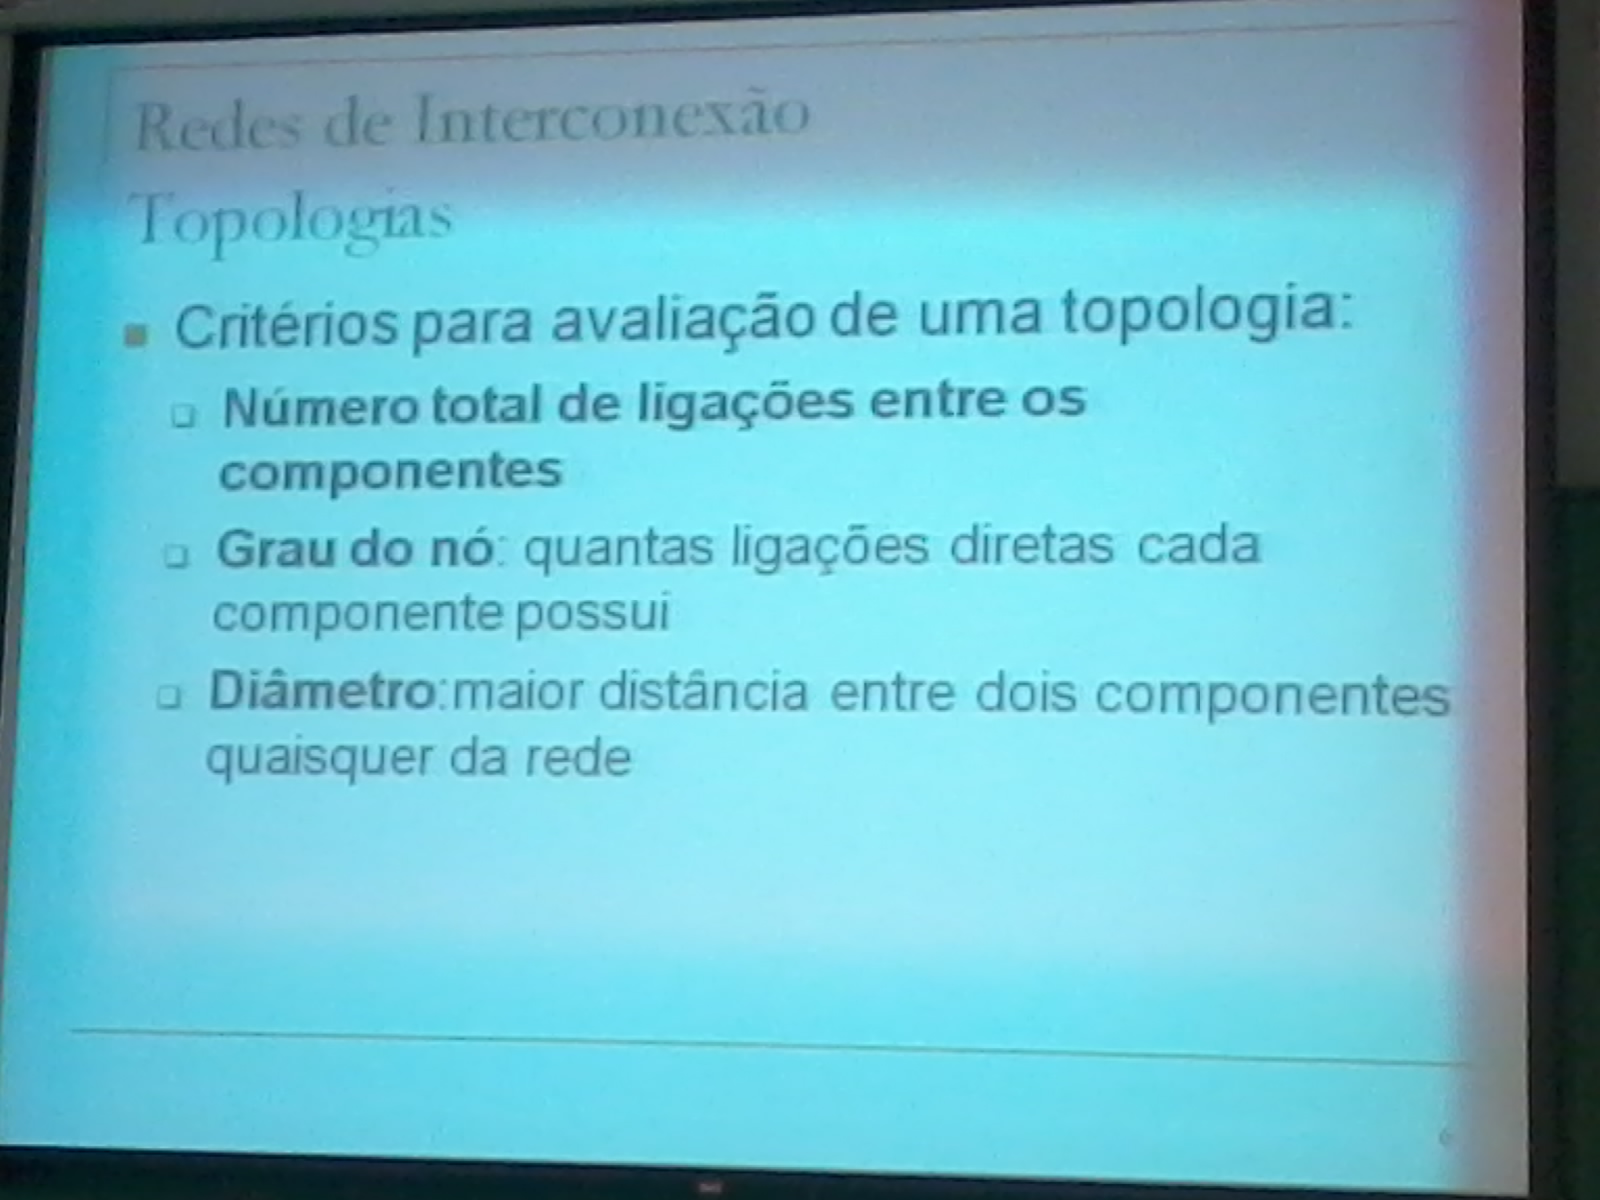 Redes de Interconexão
Topologias
Critérios para avaliação de uma topologia:
Número total de ligações entre os
componentes
Grau do nó: quantas ligações diretas cada
componente possui
Diâmetro:maior distância entre dois componentes
quaisquer da rede